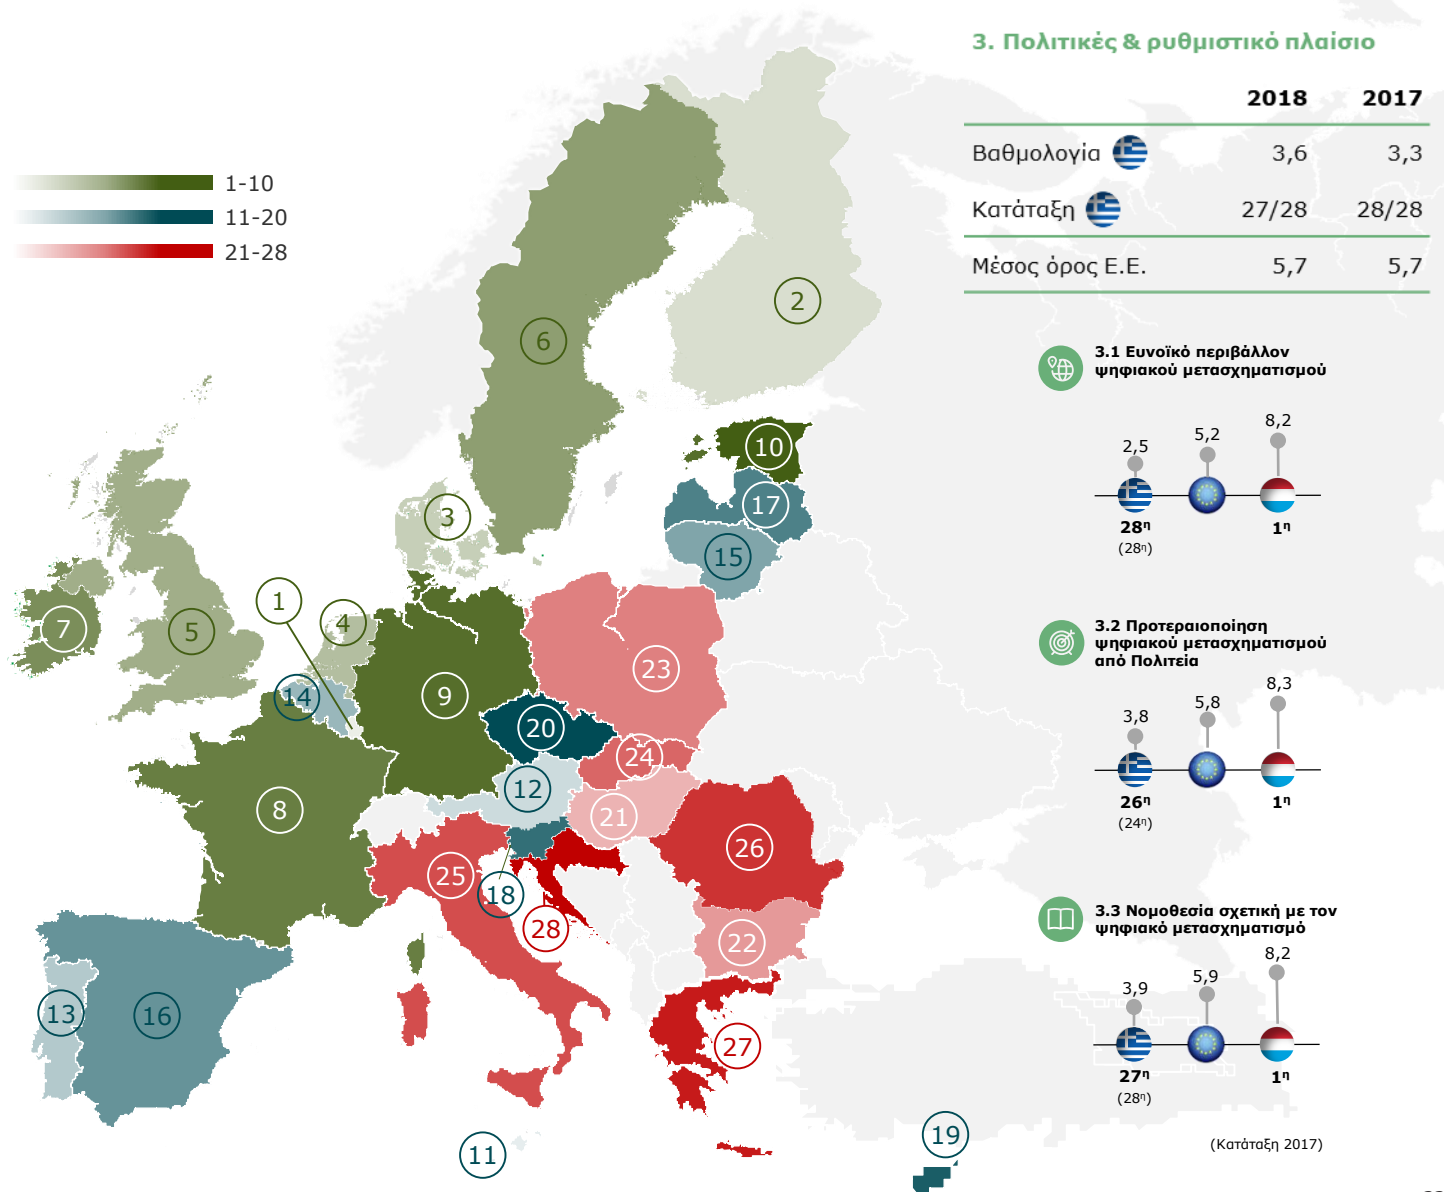 3. Πολιτικές & ρυθμιστικό πλαίσιο
2018 2017
Βαθμολογία 3,6 3,3
Κατάταξη 27/28 28/28
Μέσος όρος Ε.Ε. 5,7 5,7
1-10
11-20
21-28
2
6
10
17
3
15
1
4
7
5
23
14
9
20
24
12
21
8
26
25
18
28
22
13
16
27
11
19
3.1 Ευνοϊκό περιβάλλον
ψηφιακού μετασχηματισμού
2,5 5,2 8,2
28η 1η
(28η)
3.2 Προτεραιοποίηση
ψηφιακού μετασχηματισμού
από Πολιτεία
3,8 5,8 8,3
26η 1η
(24η)
3.3 Νομοθεσία σχετική με τον
ψηφιακό μετασχηματισμό
3,9 5,9 8,2
27η 1η
(28η)
(Κατάταξη 2017)